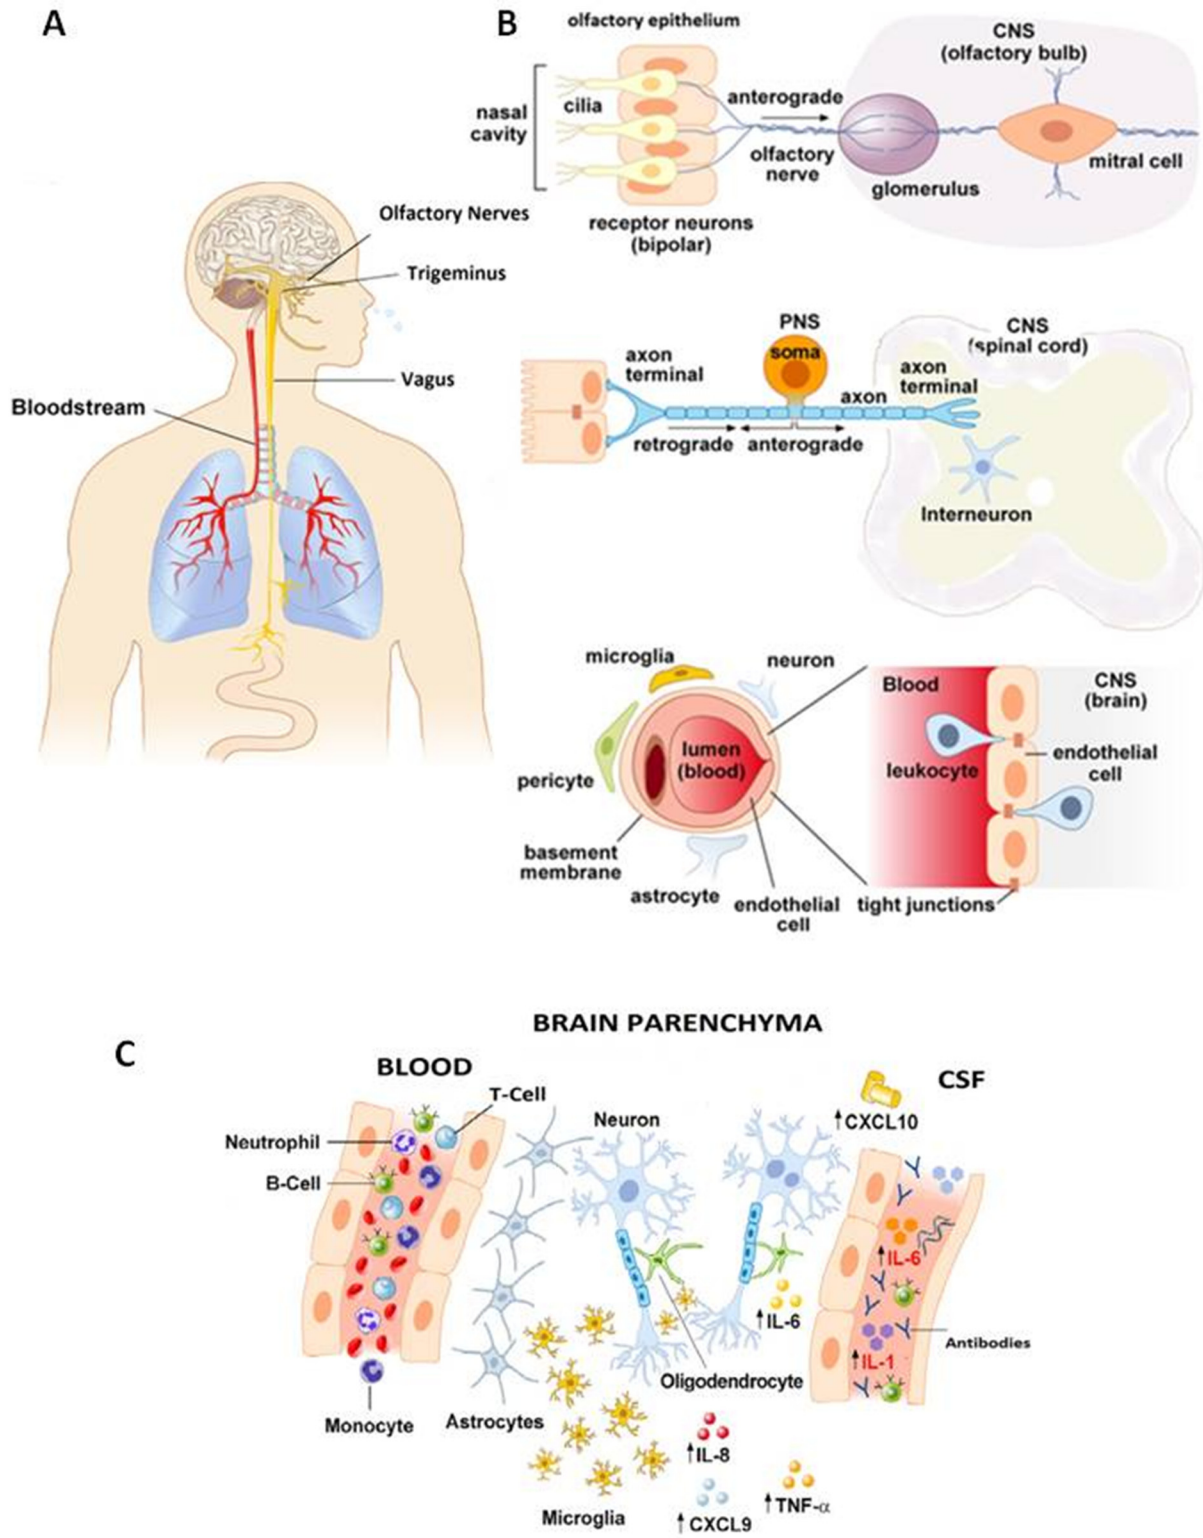 A
Olfactory Nerves
Trigeminus
Vagus
Bloodstream
B
olfactory epithelium
CNS
(olfactory bulb)
nasal
cavity
cilia
anterograde
olfactory
nerve
mitral cell
glomerulus
receptor neurons
(bipolar)
PNS
soma
CNS
(spinal cord)
axon
terminal
axon
terminal
axon
retrograde
anterograde
Interneuron
microglia
neuron
Blood
CNS
(brain)
lumen
(blood)
pericyte
leukocyte
endothelial
cell
basement
membrane
astrocyte
endothelial
cell
tight junctions
BRAIN PARENCHYMA
C
BLOOD
CSF
T-Cell
Neuron
↑CXCL10
Neutrophil
B-Cell
↑IL-6
↑IL-6
Antibodies
↑IL-1
Oligodendrocyte
Monocyte
Astrocytes
↑IL-8
Microglia
↑CXCL9
↑TNF-α